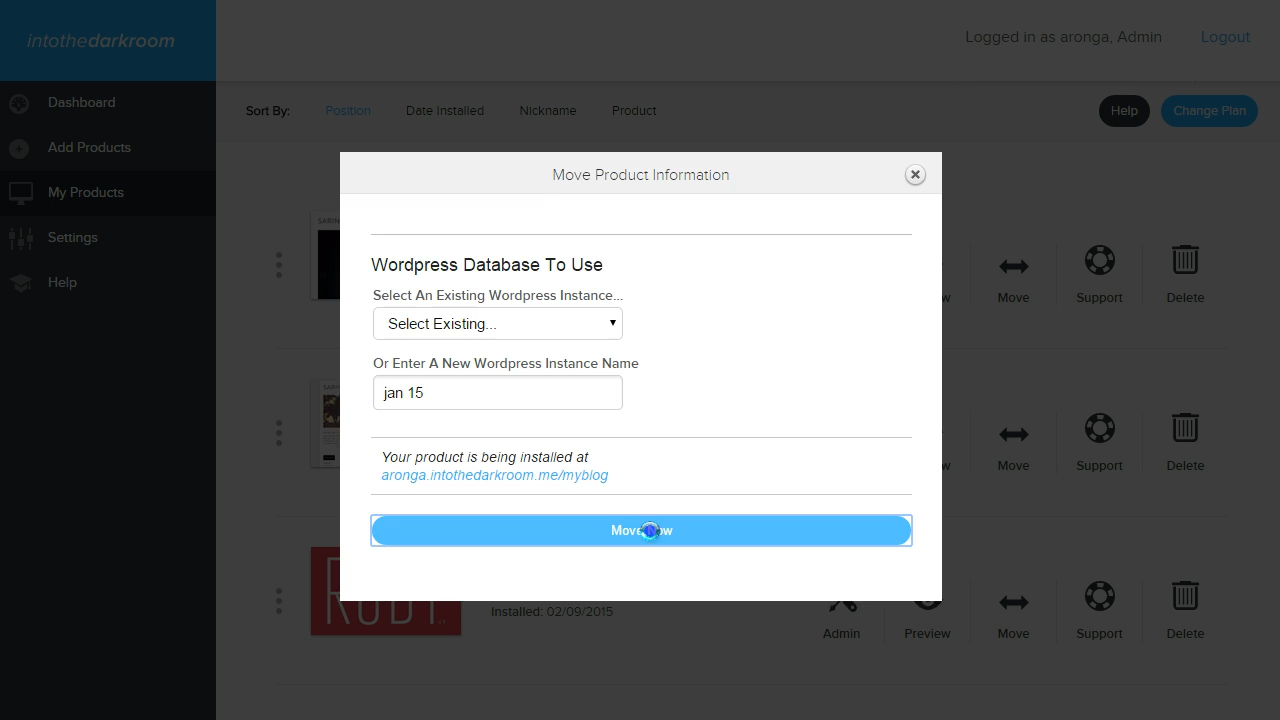 intothedarkroom
Logged in as aronga, Admin
Logout
Dashboard
Add Products
My Products
Settings
Help
Sort By:
Position
Date Installed
Nickname
Product
Help
Change Plan
Move Product Information
Wordpress Database To Use
Select An Existing Wordpress Instance...
Select Existing...
Or Enter A New Wordpress Instance Name
jan 15
Your product is being installed at
aronga.intothedarkroom.me/myblog
Move Now
Move
Support
Delete
Move
Support
Delete
RUBY
Installed: 02/09/2015
Admin
Preview
Move
Support
Delete